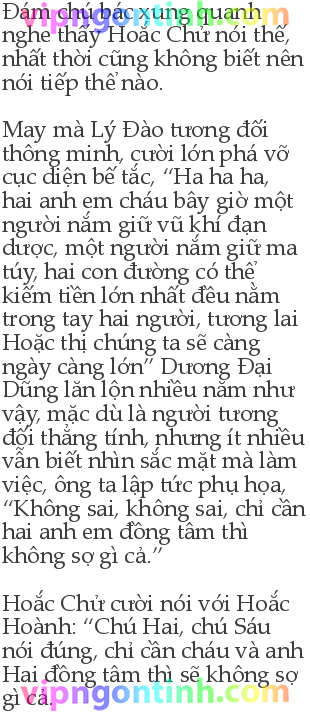 Đám chú bác xung quanh
vipngontinh.com
nghe thấy Hoắc Chử nói thế,
nhất thời cũng không biết nên
nói tiếp thế nào.
May mà Lý Đào tương đối
thông minh, cười lớn phá vỡ
cục diện bế tắc, “Ha ha ha,
hai anh em cháu bây giờ một
người nắm giữ vũ khí đạn
dược, một người nắm giữ ma
túy, hai con đường có thể
kiếm tiền lớn nhất đều nằm
trong tay hai người, tương lai
Hoặc thị chúng ta sẽ càng
ngày càng lớn” Dương Đại
Dũng lăn lộn nhiều năm như
vậy, mặc dù là người tương
đối thẳng tính, nhưng ít nhiều
vẫn biết nhìn sắc mặt mà làm
việc, ông ta lập tức phụ họa,
“Không sai, không sai, chỉ cần
hai anh em đồng tâm thì
không sợ gì cả.”
Hoắc Chử cười nói với Hoắc
Hoành: “Chú Hai, chú Sáu
nói đúng, chỉ cần cháu và anh
Hai đồng tâm thì sẽ không sợ
gì cả.
vipngontinh.com